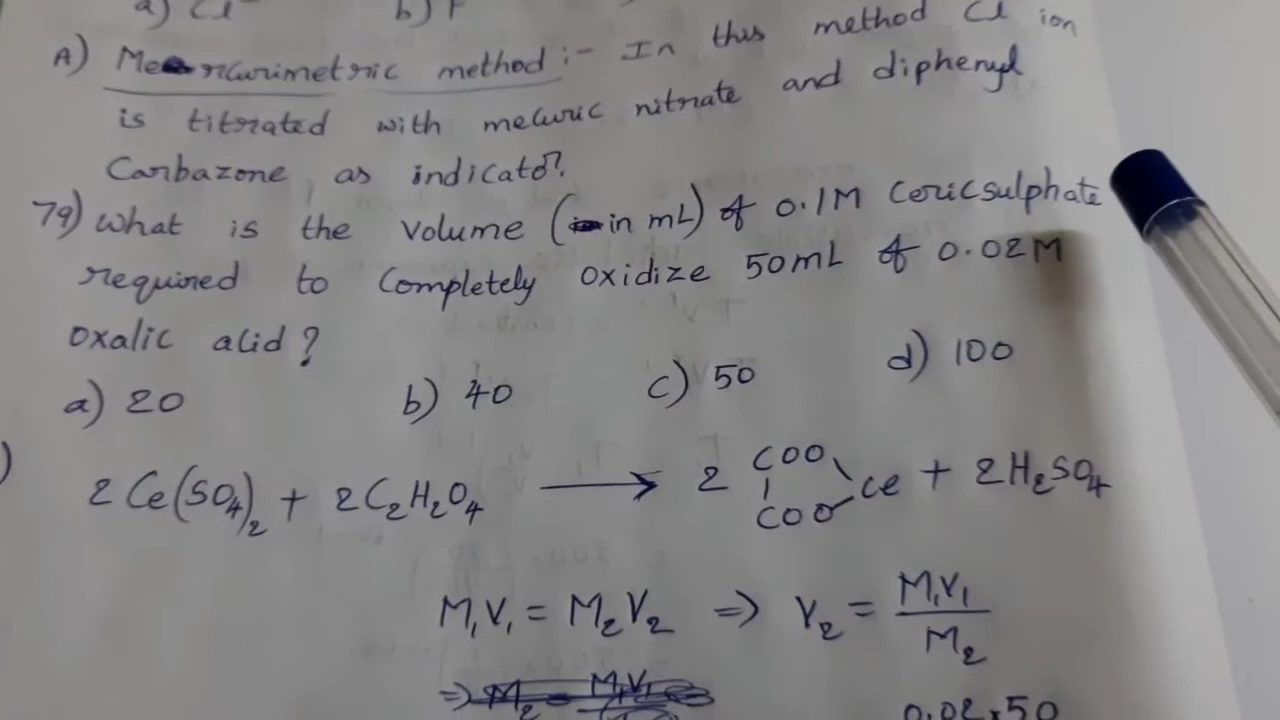 a) Cl b) F
A) Mercurimetric method :- In this method Cl ion
is titrated with mecuric nitrate and diphenyl
Carbazone as indicator.
79) What is the volume (in mL) of 0.1M Cericsulphate
required to Completely oxidize 50mL of 0.02M
oxalic acid?
a) 20 b) 40 c) 50 d) 100
) 2 Ce(SO4)2 + 2C2H2O4 ⟶ 2 COO COO Ce + 2H2SO4
M1V1 = M2V2 ⇒ V2 = M1V1 / M2
⇒ M2 = M1V1
0.02×50